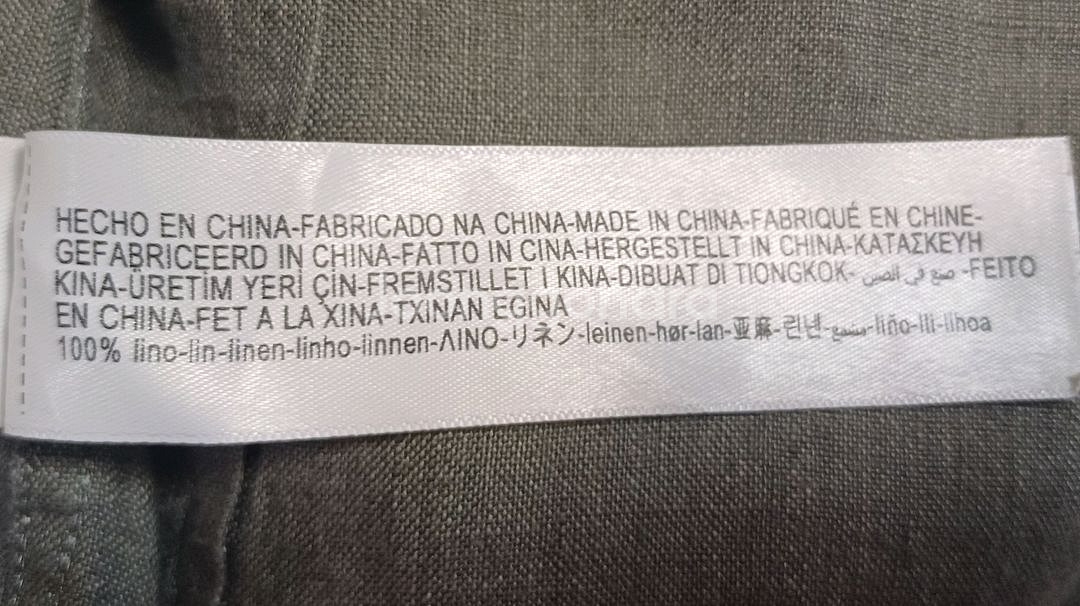 HECHO EN CHINA-FABRICADO NA CHINA-MADE IN CHINA-FABRIQUÉ EN CHINE-
GEFABRICEERD IN CHINA-FATTO IN CINA-HERGESTELLT IN CHINA-ΚΑΤΑΣΚΕΥΗ
KINA-ÜRETİM YERİ ÇİN-FREMSTILLET I KINA-DIBUAT DI TIONGKOK- صنع في الصين -FEITO
EN CHINA-FET A LA XINA-TXINAN EGINA
100% lino-lin-linen-linho-linnen-ΛΙΝΟ-リネン-leinen-hør-lan-亚麻-린넨--liño-lli-lihoa